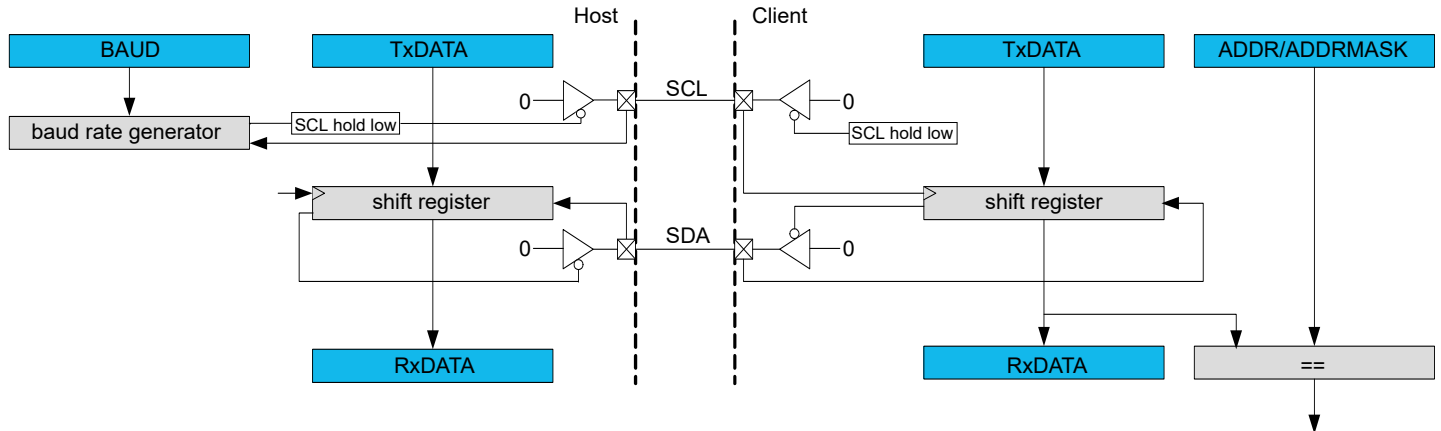 Host Client
BAUD TxDATA TxDATA ADDR/ADDRMASK
0 SCL 0
baud rate generator SCL hold low SCL hold low
shift register shift register
0 SDA 0
RxDATA RxDATA ==